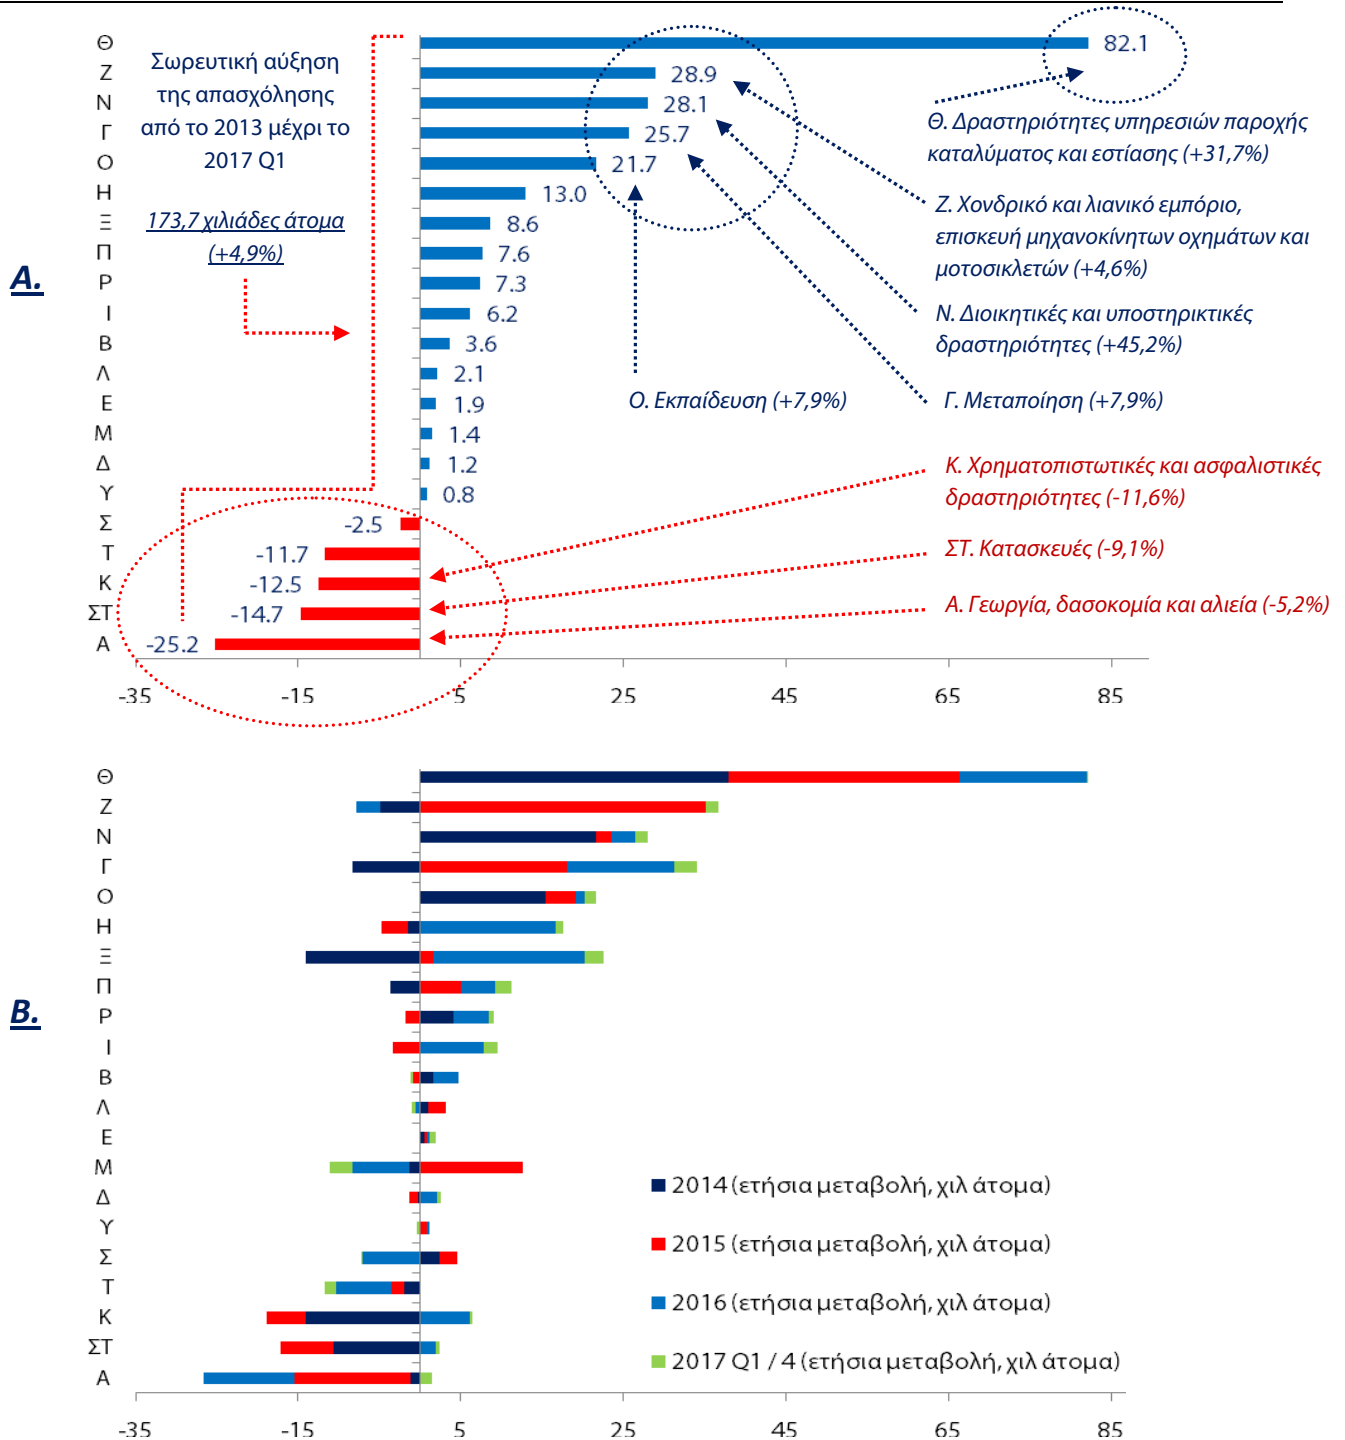 A.
Θ 82.1
Ζ 28.9
Ν 28.1
Γ 25.7
Ο 21.7
Η 13.0
Ξ 8.6
Π 7.6
Ρ 7.3
Ι 6.2
Β 3.6
Λ 2.1
Ε 1.9
Μ 1.4
Δ 1.2
Υ 0.8
Σ -2.5
Τ -11.7
Κ -12.5
ΣΤ -14.7
Α -25.2
-35 -15 5 25 45 65 85
Σωρευτική αύξηση
της απασχόλησης
από το 2013 μέχρι το
2017 Q1
173,7 χιλιάδες άτομα
(+4,9%)
Θ. Δραστηριότητες υπηρεσιών παροχής
καταλύματος και εστίασης (+31,7%)
Ζ. Χονδρικό και λιανικό εμπόριο,
επισκευή μηχανοκίνητων οχημάτων και
μοτοσικλετών (+4,6%)
Ν. Διοικητικές και υποστηρικτικές
δραστηριότητες (+45,2%)
Ο. Εκπαίδευση (+7,9%)
Γ. Μεταποίηση (+7,9%)
Κ. Χρηματοπιστωτικές και ασφαλιστικές
δραστηριότητες (-11,6%)
ΣΤ. Κατασκευές (-9,1%)
Α. Γεωργία, δασοκομία και αλιεία (-5,2%)
B.
Θ
Ζ
Ν
Γ
Ο
Η
Ξ
Π
Ρ
Ι
Β
Λ
Ε
Μ
Δ
Υ
Σ
Τ
Κ
ΣΤ
Α
-35 -15 5 25 45 65 85
2014 (ετήσια μεταβολή, χιλ άτομα)
2015 (ετήσια μεταβολή, χιλ άτομα)
2016 (ετήσια μεταβολή, χιλ άτομα)
2017 Q1 / 4 (ετήσια μεταβολή, χιλ άτομα)